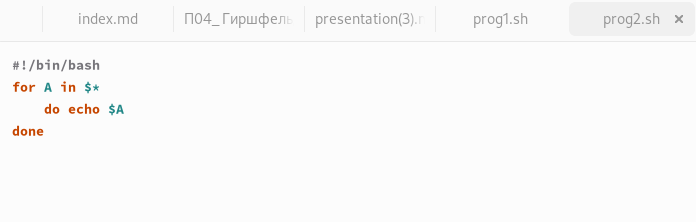 index.md
П04_Гиршфель
presentation(3).r
prog1.sh
prog2.sh ×
#!/bin/bash
for A in $*
    do echo $A
done